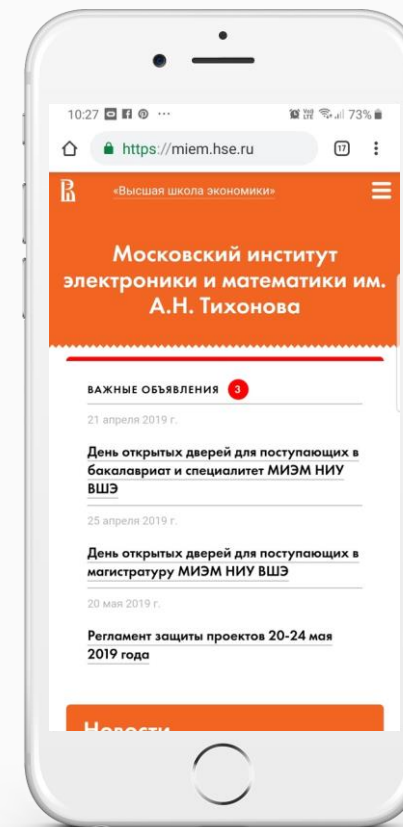 10:27 ... 73%
https://miem.hse.ru 17
«Высшая школа экономики»
Московский институт
электроники и математики им.
А.Н. Тихонова
ВАЖНЫЕ ОБЪЯВЛЕНИЯ 3
21 апреля 2019 г.
День открытых дверей для поступающих в
бакалавриат и специалитет МИЭМ НИУ
ВШЭ
25 апреля 2019 г.
День открытых дверей для поступающих в
магистратуру МИЭМ НИУ ВШЭ
20 мая 2019 г.
Регламент защиты проектов 20-24 мая
2019 года
Новости